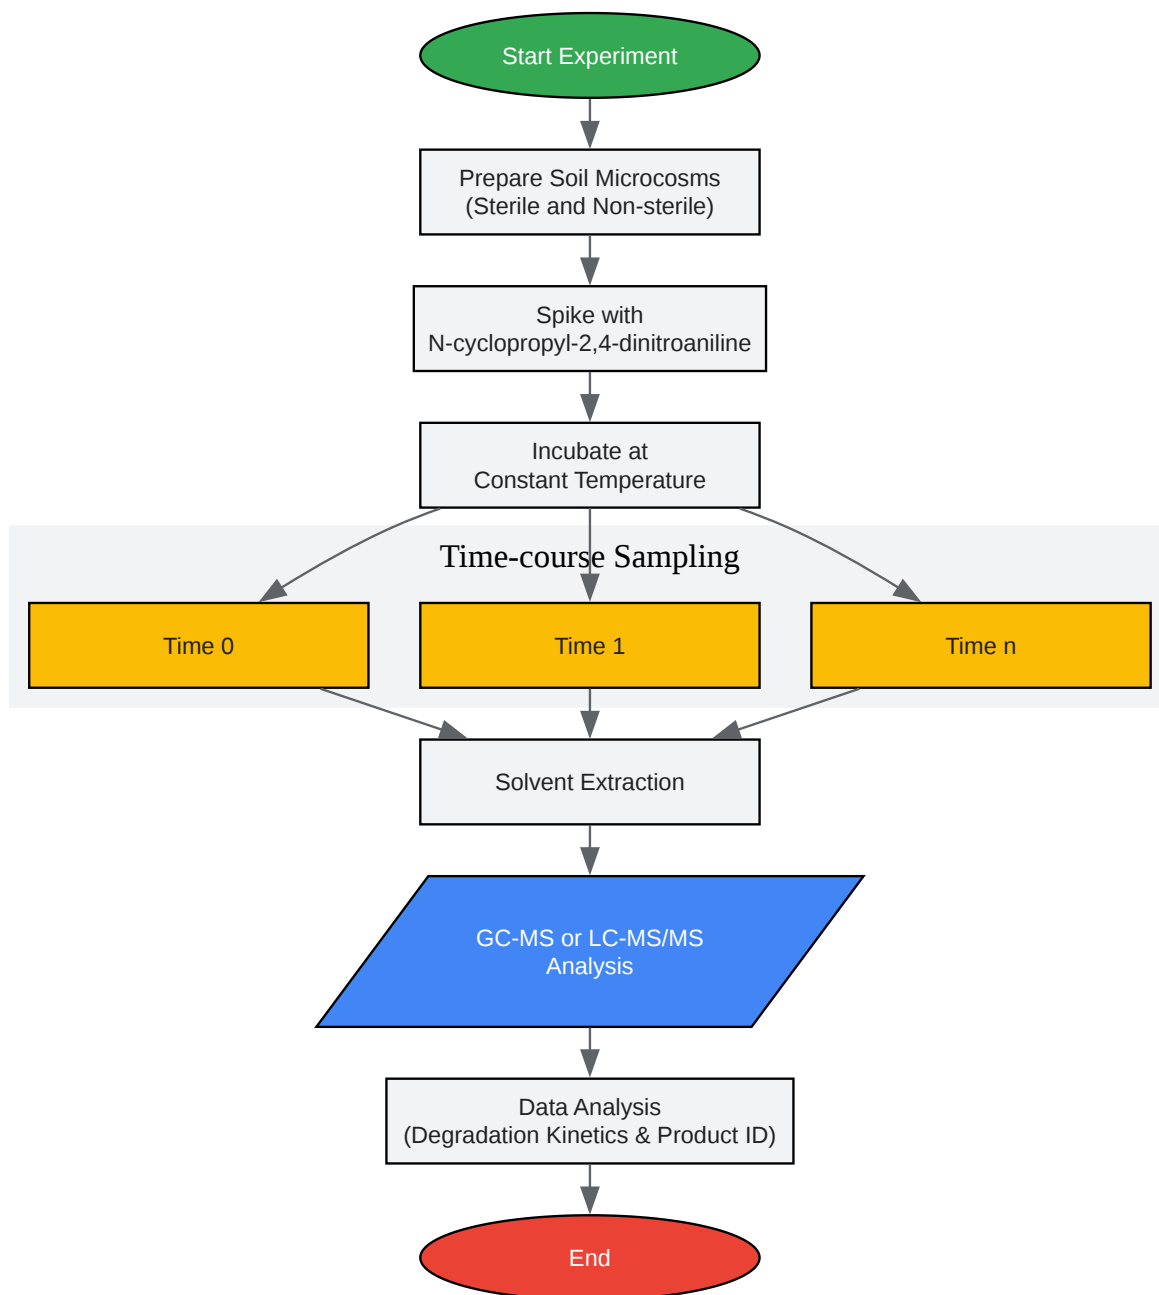 Start Experiment
Prepare Soil Microcosms
(Sterile and Non-sterile)
Spike with
N-cyclopropyl-2,4-dinitroaniline
Incubate at
Constant Temperature
Time-course Sampling
Time 0
Time 1
Time n
Solvent Extraction
GC-MS or LC-MS/MS
Analysis
Data Analysis
(Degradation Kinetics & Product ID)
End